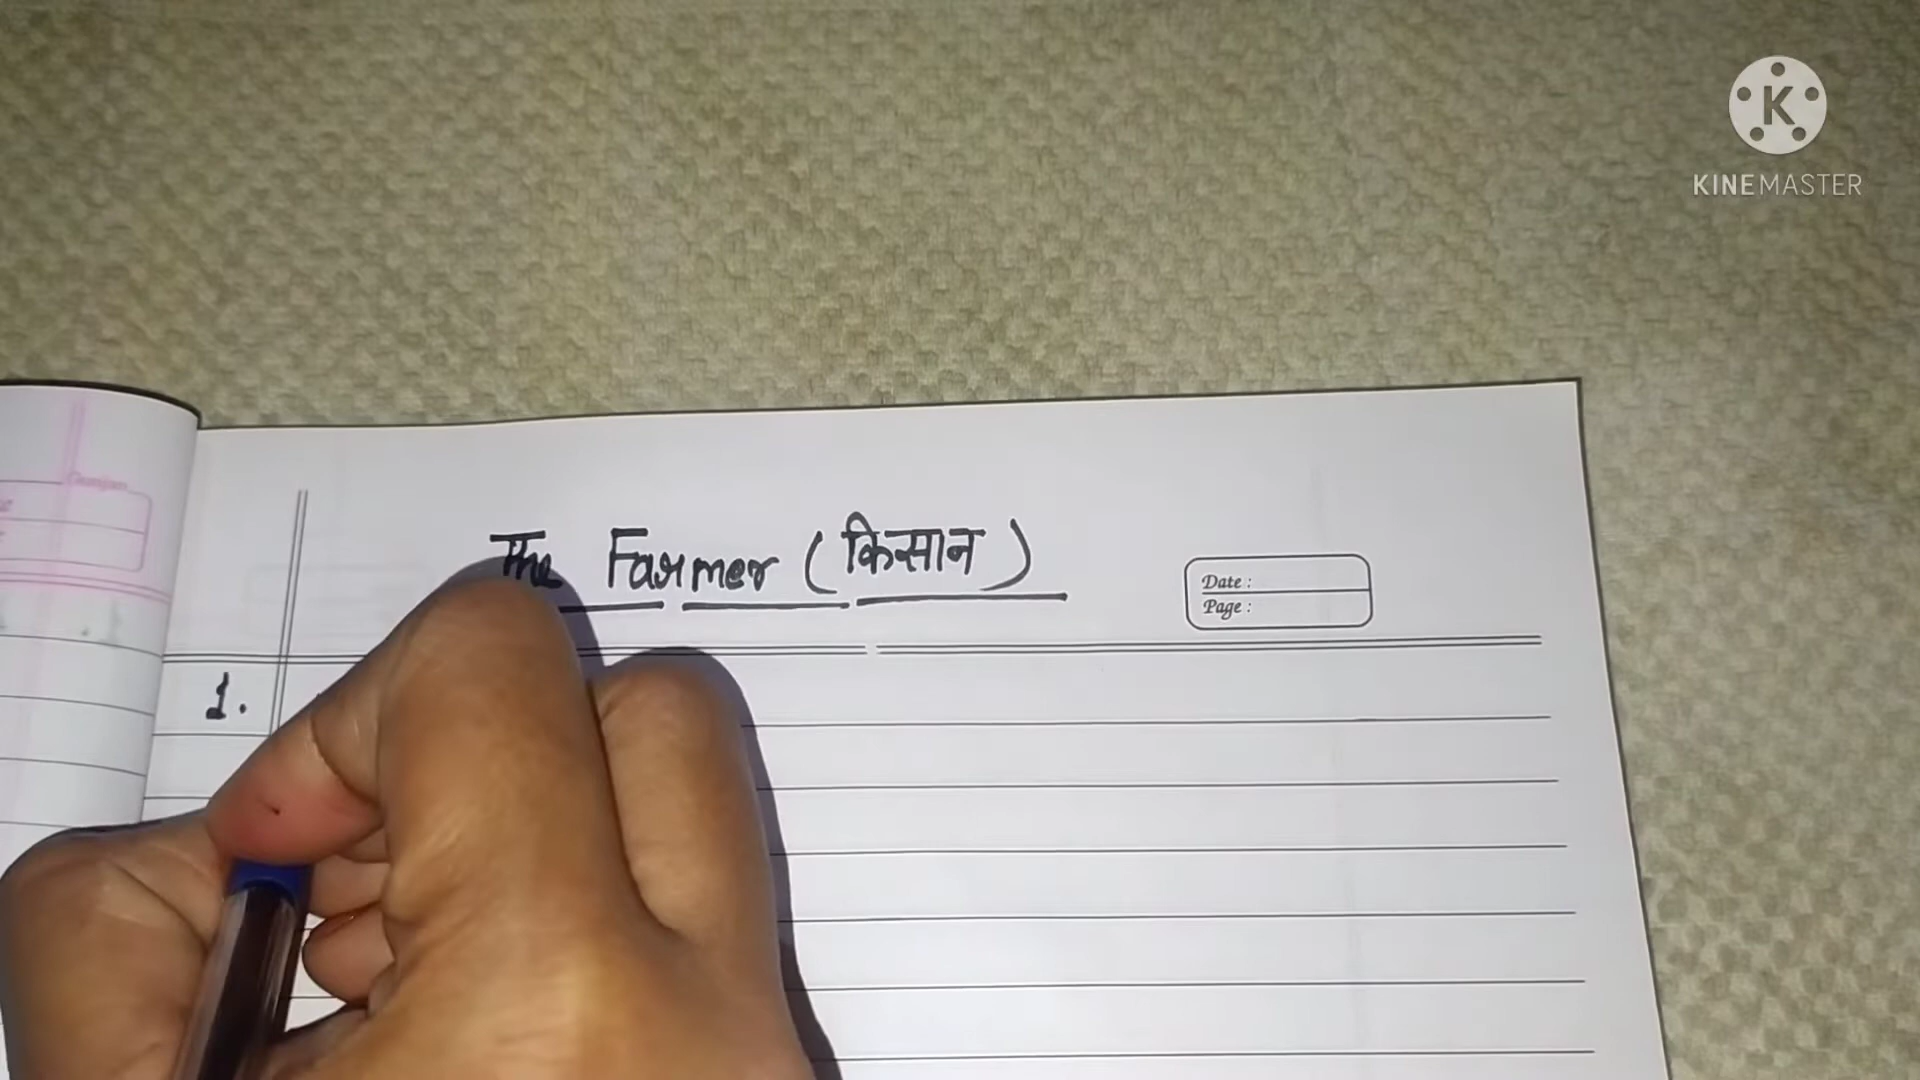 KINEMASTER
The Farmer (किसान)
Date :
Page :
1.